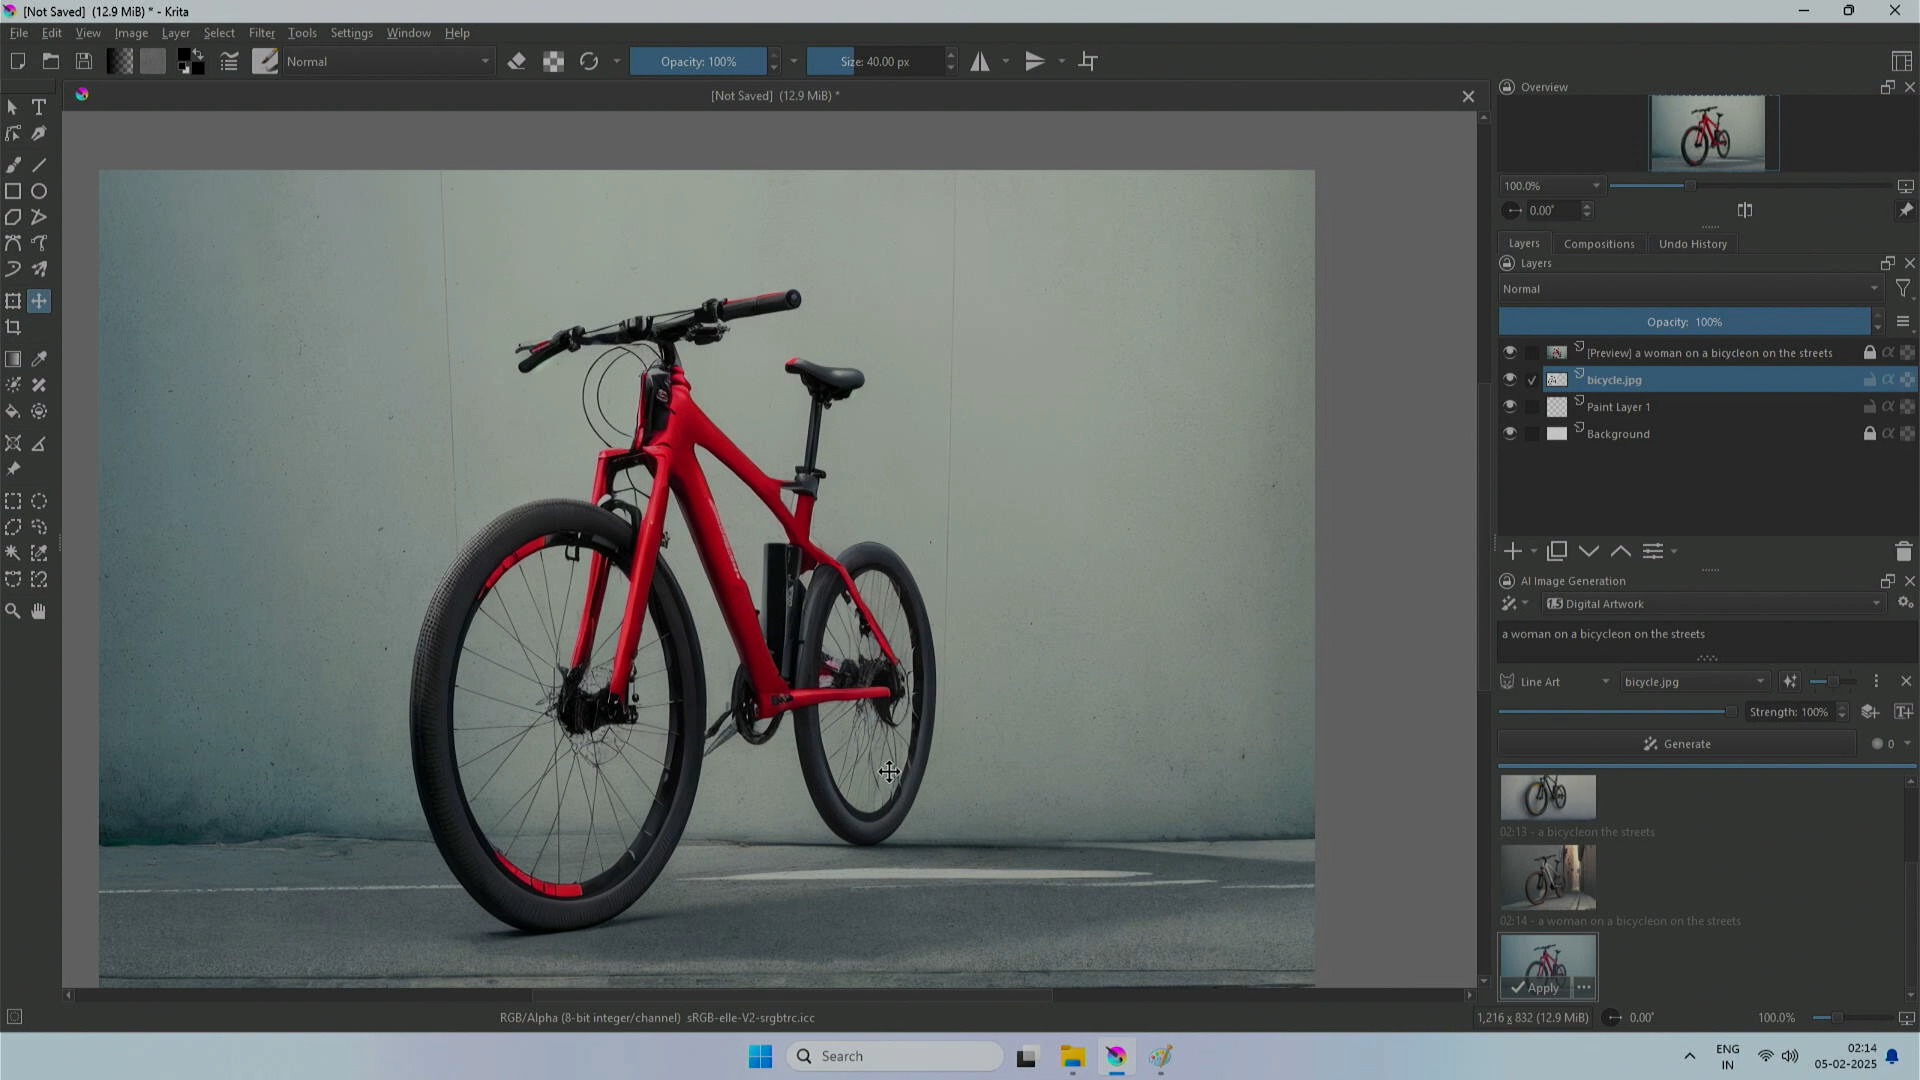 [Not Saved] (12.9 MiB) * - Krita
File Edit View Image Layer Select Filter Tools Settings Window Help
Normal
Opacity: 100%
Size: 40.00 px
[Not Saved] (12.9 MiB) *
Overview
100.0%
0.00°
Layers Compositions Undo History
Layers
Normal
Opacity: 100%
[Preview] a woman on a bicycleon on the streets
bicycle.jpg
Paint Layer 1
Background
AI Image Generation
1.5 Digital Artwork
a woman on a bicycleon on the streets
Line Art bicycle.jpg
Strength: 100%
Generate 0
02:13 - a bicycleon the streets
02:14 - a woman on a bicycleon on the streets
Apply
RGB/Alpha (8-bit integer/channel) sRGB-elle-V2-srgbtrc.icc
1,216 x 832 (12.9 MiB) 0.00° 100.0%
Search
ENG
IN
02:14
05-02-2025